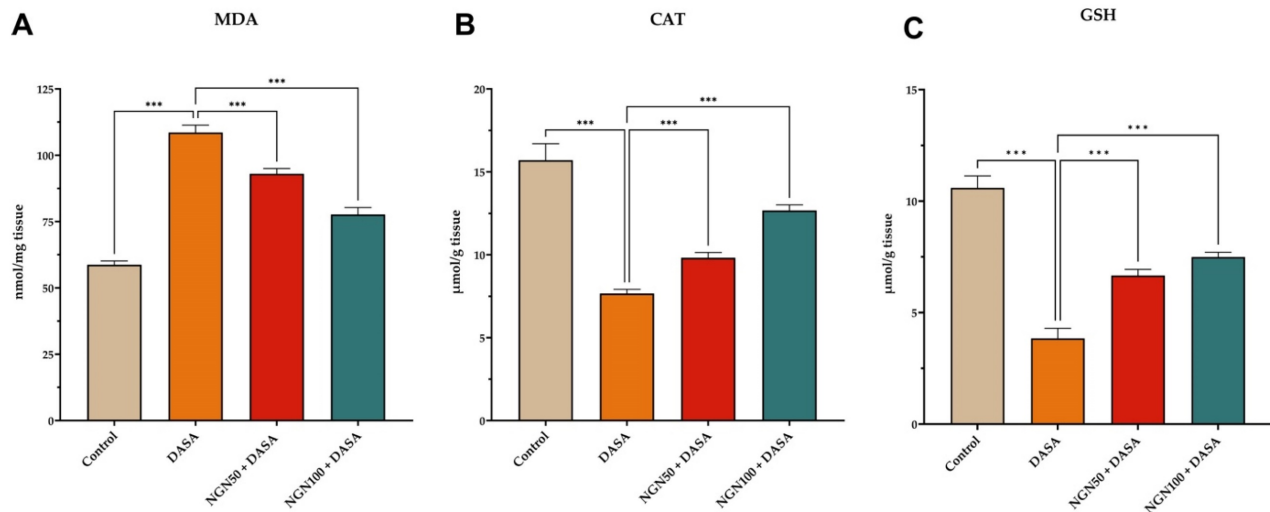 A
MDA
nmol/mg tissue
125
100
75
50
25
0
***
***
***
Control
DASA
NGN50 + DASA
NGN100 + DASA
B
CAT
μmol/g tissue
20
15
10
5
0
***
***
***
Control
DASA
NGN50 + DASA
NGN100 + DASA
C
GSH
μmol/g tissue
15
10
5
0
***
***
***
Control
DASA
NGN50 + DASA
NGN100 + DASA